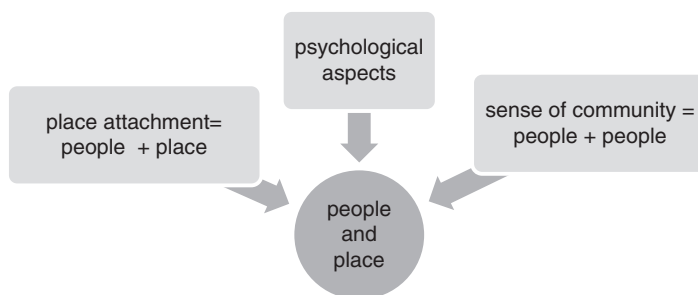 psychological
aspects
place attachment=
people + place
sense of community =
people + people
people
and
place